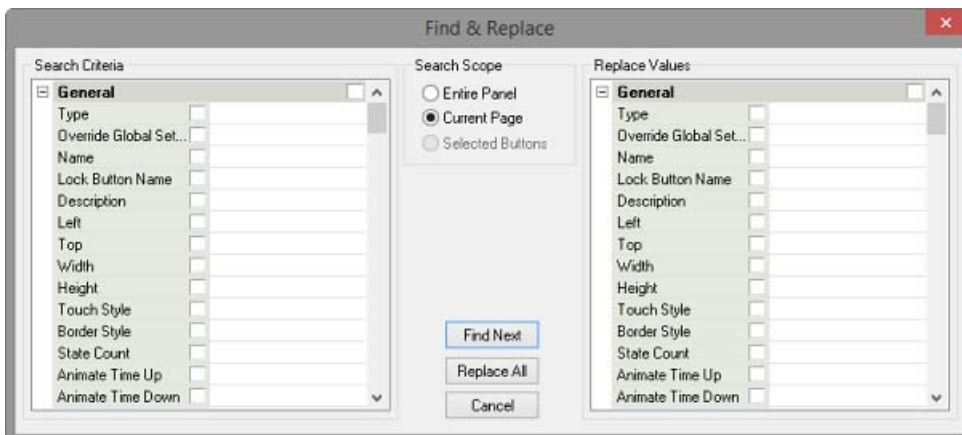 Find & Replace
Search Criteria
General
Type
Override Global Set...
Name
Lock Button Name
Description
Left
Top
Width
Height
Touch Style
Border Style
State Count
Animate Time Up
Animate Time Down
Search Scope
Entire Panel
Current Page
Selected Buttons
Find Next
Replace All
Cancel
Replace Values
General
Type
Override Global Set...
Name
Lock Button Name
Description
Left
Top
Width
Height
Touch Style
Border Style
State Count
Animate Time Up
Animate Time Down